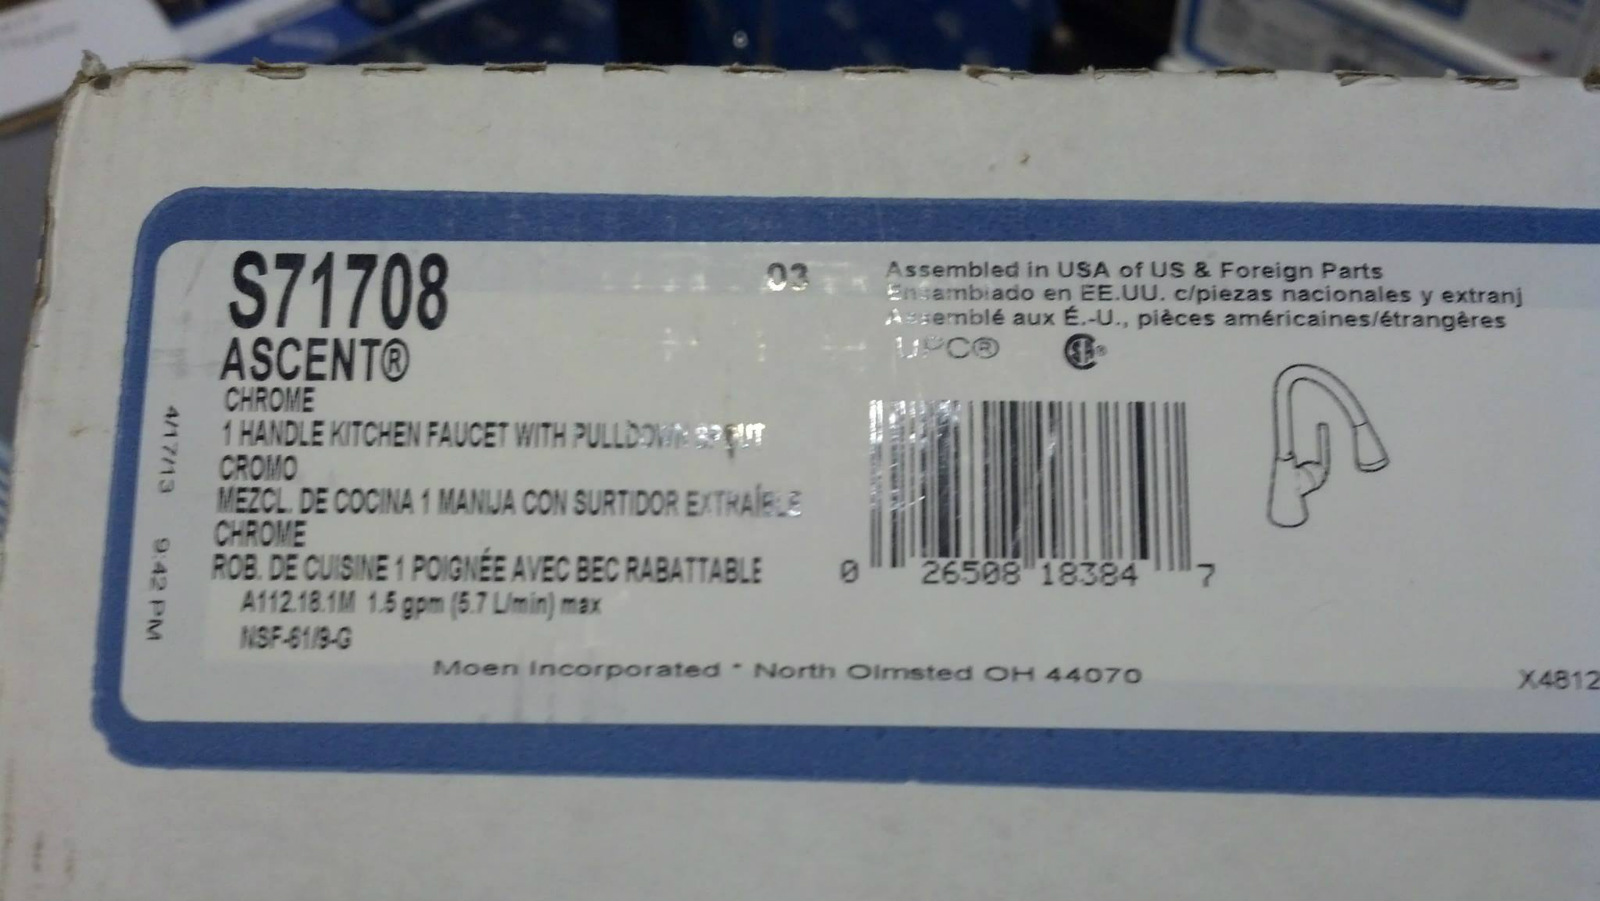 S71708
ASCENT®
CHROME
1 HANDLE KITCHEN FAUCET WITH PULLDOWN SPOUT
CROMO
MEZCL. DE COCINA 1 MANIJA CON SURTIDOR EXTRAÍBLE
CHROME
ROB. DE CUISINE 1 POIGNÉE AVEC BEC RABATTABLE
A112.18.1M 1.5 gpm (5.7 L/min) max
NSF-61/9-G
03
Assembled in USA of US & Foreign Parts
Ensambiado en EE.UU. c/piezas nacionales y extranj
Assemblé aux É.-U., pièces américaines/étrangères
UPC®
0 26508 18384 7
Moen Incorporated * North Olmsted OH 44070
X4812
4/17/13 9:42 PM